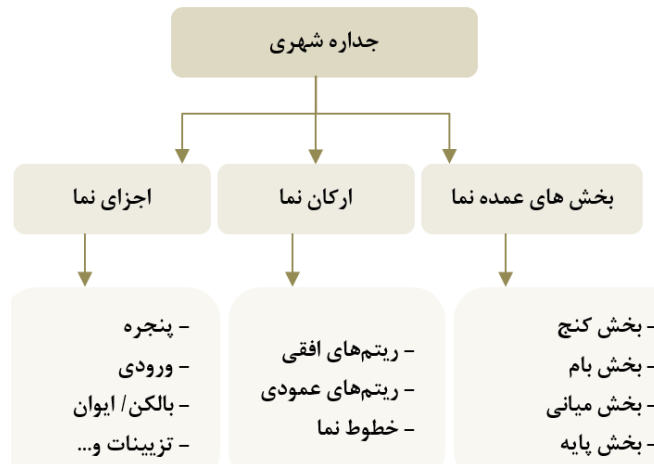 جداره شهری
بخش های عمده نما
ارکان نما
اجزای نما
- بخش کنج
- بخش بام
- بخش میانی
- بخش پایه
- ریتم‌های افقی
- ریتم‌های عمودی
- خطوط نما
- پنجره
- ورودی
- بالکن/ ایوان
- تزیینات و...